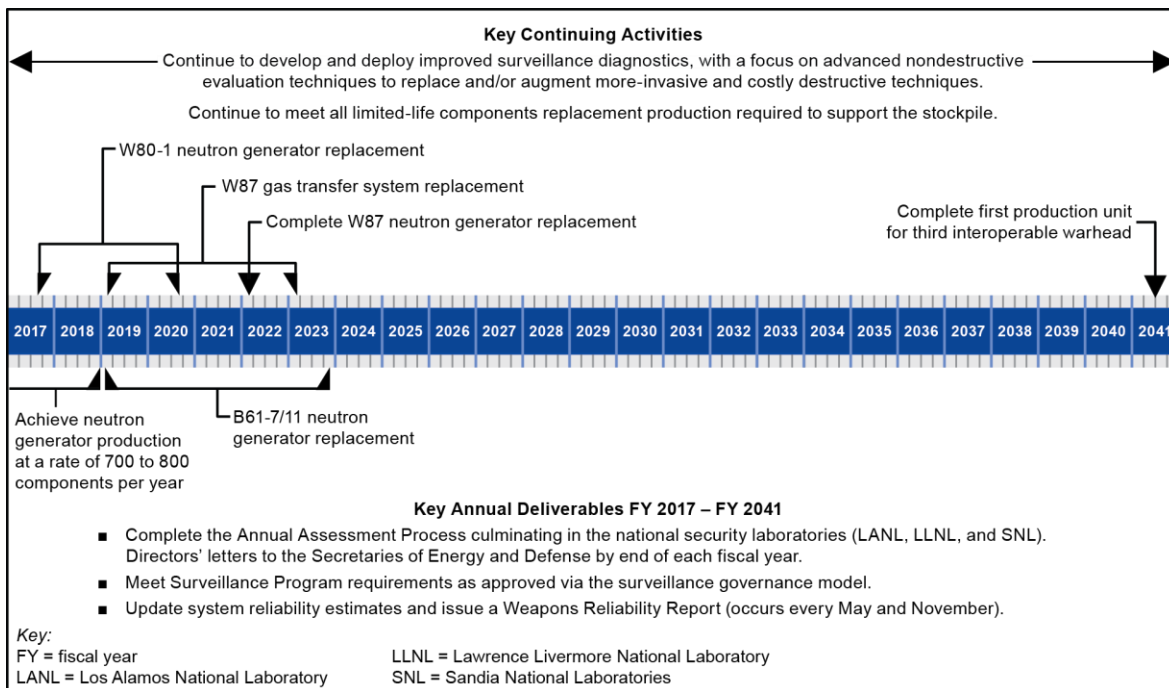 Key Continuing Activities
Continue to develop and deploy improved surveillance diagnostics, with a focus on advanced nondestructive
evaluation techniques to replace and/or augment more-invasive and costly destructive techniques.
Continue to meet all limited-life components replacement production required to support the stockpile.
W80-1 neutron generator replacement
W87 gas transfer system replacement
Complete W87 neutron generator replacement
Complete first production unit
for third interoperable warhead
2017 2018 2019 2020 2021 2022 2023 2024 2025 2026 2027 2028 2029 2030 2031 2032 2033 2034 2035 2036 2037 2038 2039 2040 2041
Achieve neutron
generator production
at a rate of 700 to 800
components per year
B61-7/11 neutron
generator replacement
Key Annual Deliverables FY 2017 – FY 2041
■ Complete the Annual Assessment Process culminating in the national security laboratories (LANL, LLNL, and SNL).
Directors’ letters to the Secretaries of Energy and Defense by end of each fiscal year.
■ Meet Surveillance Program requirements as approved via the surveillance governance model.
■ Update system reliability estimates and issue a Weapons Reliability Report (occurs every May and November).
Key:
FY = fiscal year
LANL = Los Alamos National Laboratory
LLNL = Lawrence Livermore National Laboratory
SNL = Sandia National Laboratories